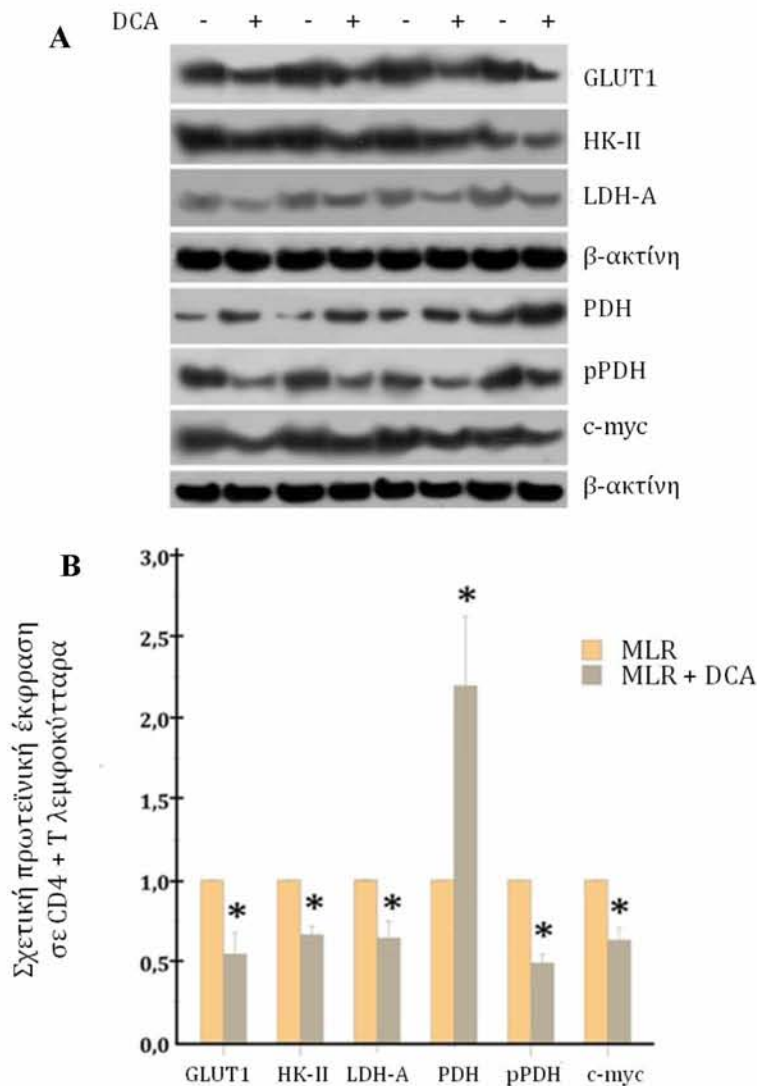 DCA - + - + - + - +
A
GLUT1
HK-II
LDH-A
β-ακτίνη
PDH
pPDH
c-myc
β-ακτίνη
B
Σχετική πρωτεϊνική έκφραση
σε CD4 + T λεμφοκύτταρα
3,0
2,5
2,0
1,5
1,0
0,5
0,0
* * * * * *
MLR
MLR + DCA
GLUT1 HK-II LDH-A PDH pPDH c-myc